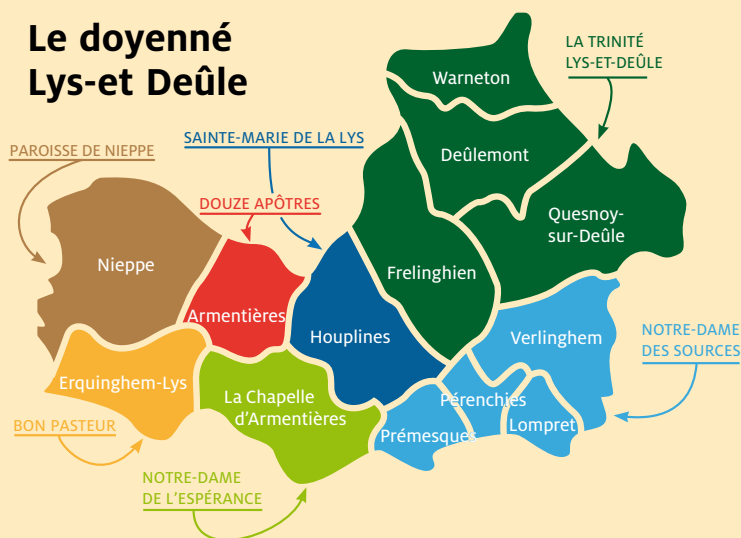 Le doyenné
Lys-et Deûle
LA TRINITÉ
LYS-ET-DEÛLE
Warneton
PAROISSE DE NIEPPE
SAINTE-MARIE DE LA LYS
Deûlement
DOUZE APÔTRES
Quesnoy-
sur-Deûle
Nieppe
Frelinghien
Armentières
Houplines
Verlinghem
NOTRE-DAME
DES SOURCES
Erquinghem-Lys
La Chapelle
d'Armentières
Pérenchies
BON PASTEUR
Prémesques
Lompret
NOTRE-DAME
DE L'ESPÉRANCE